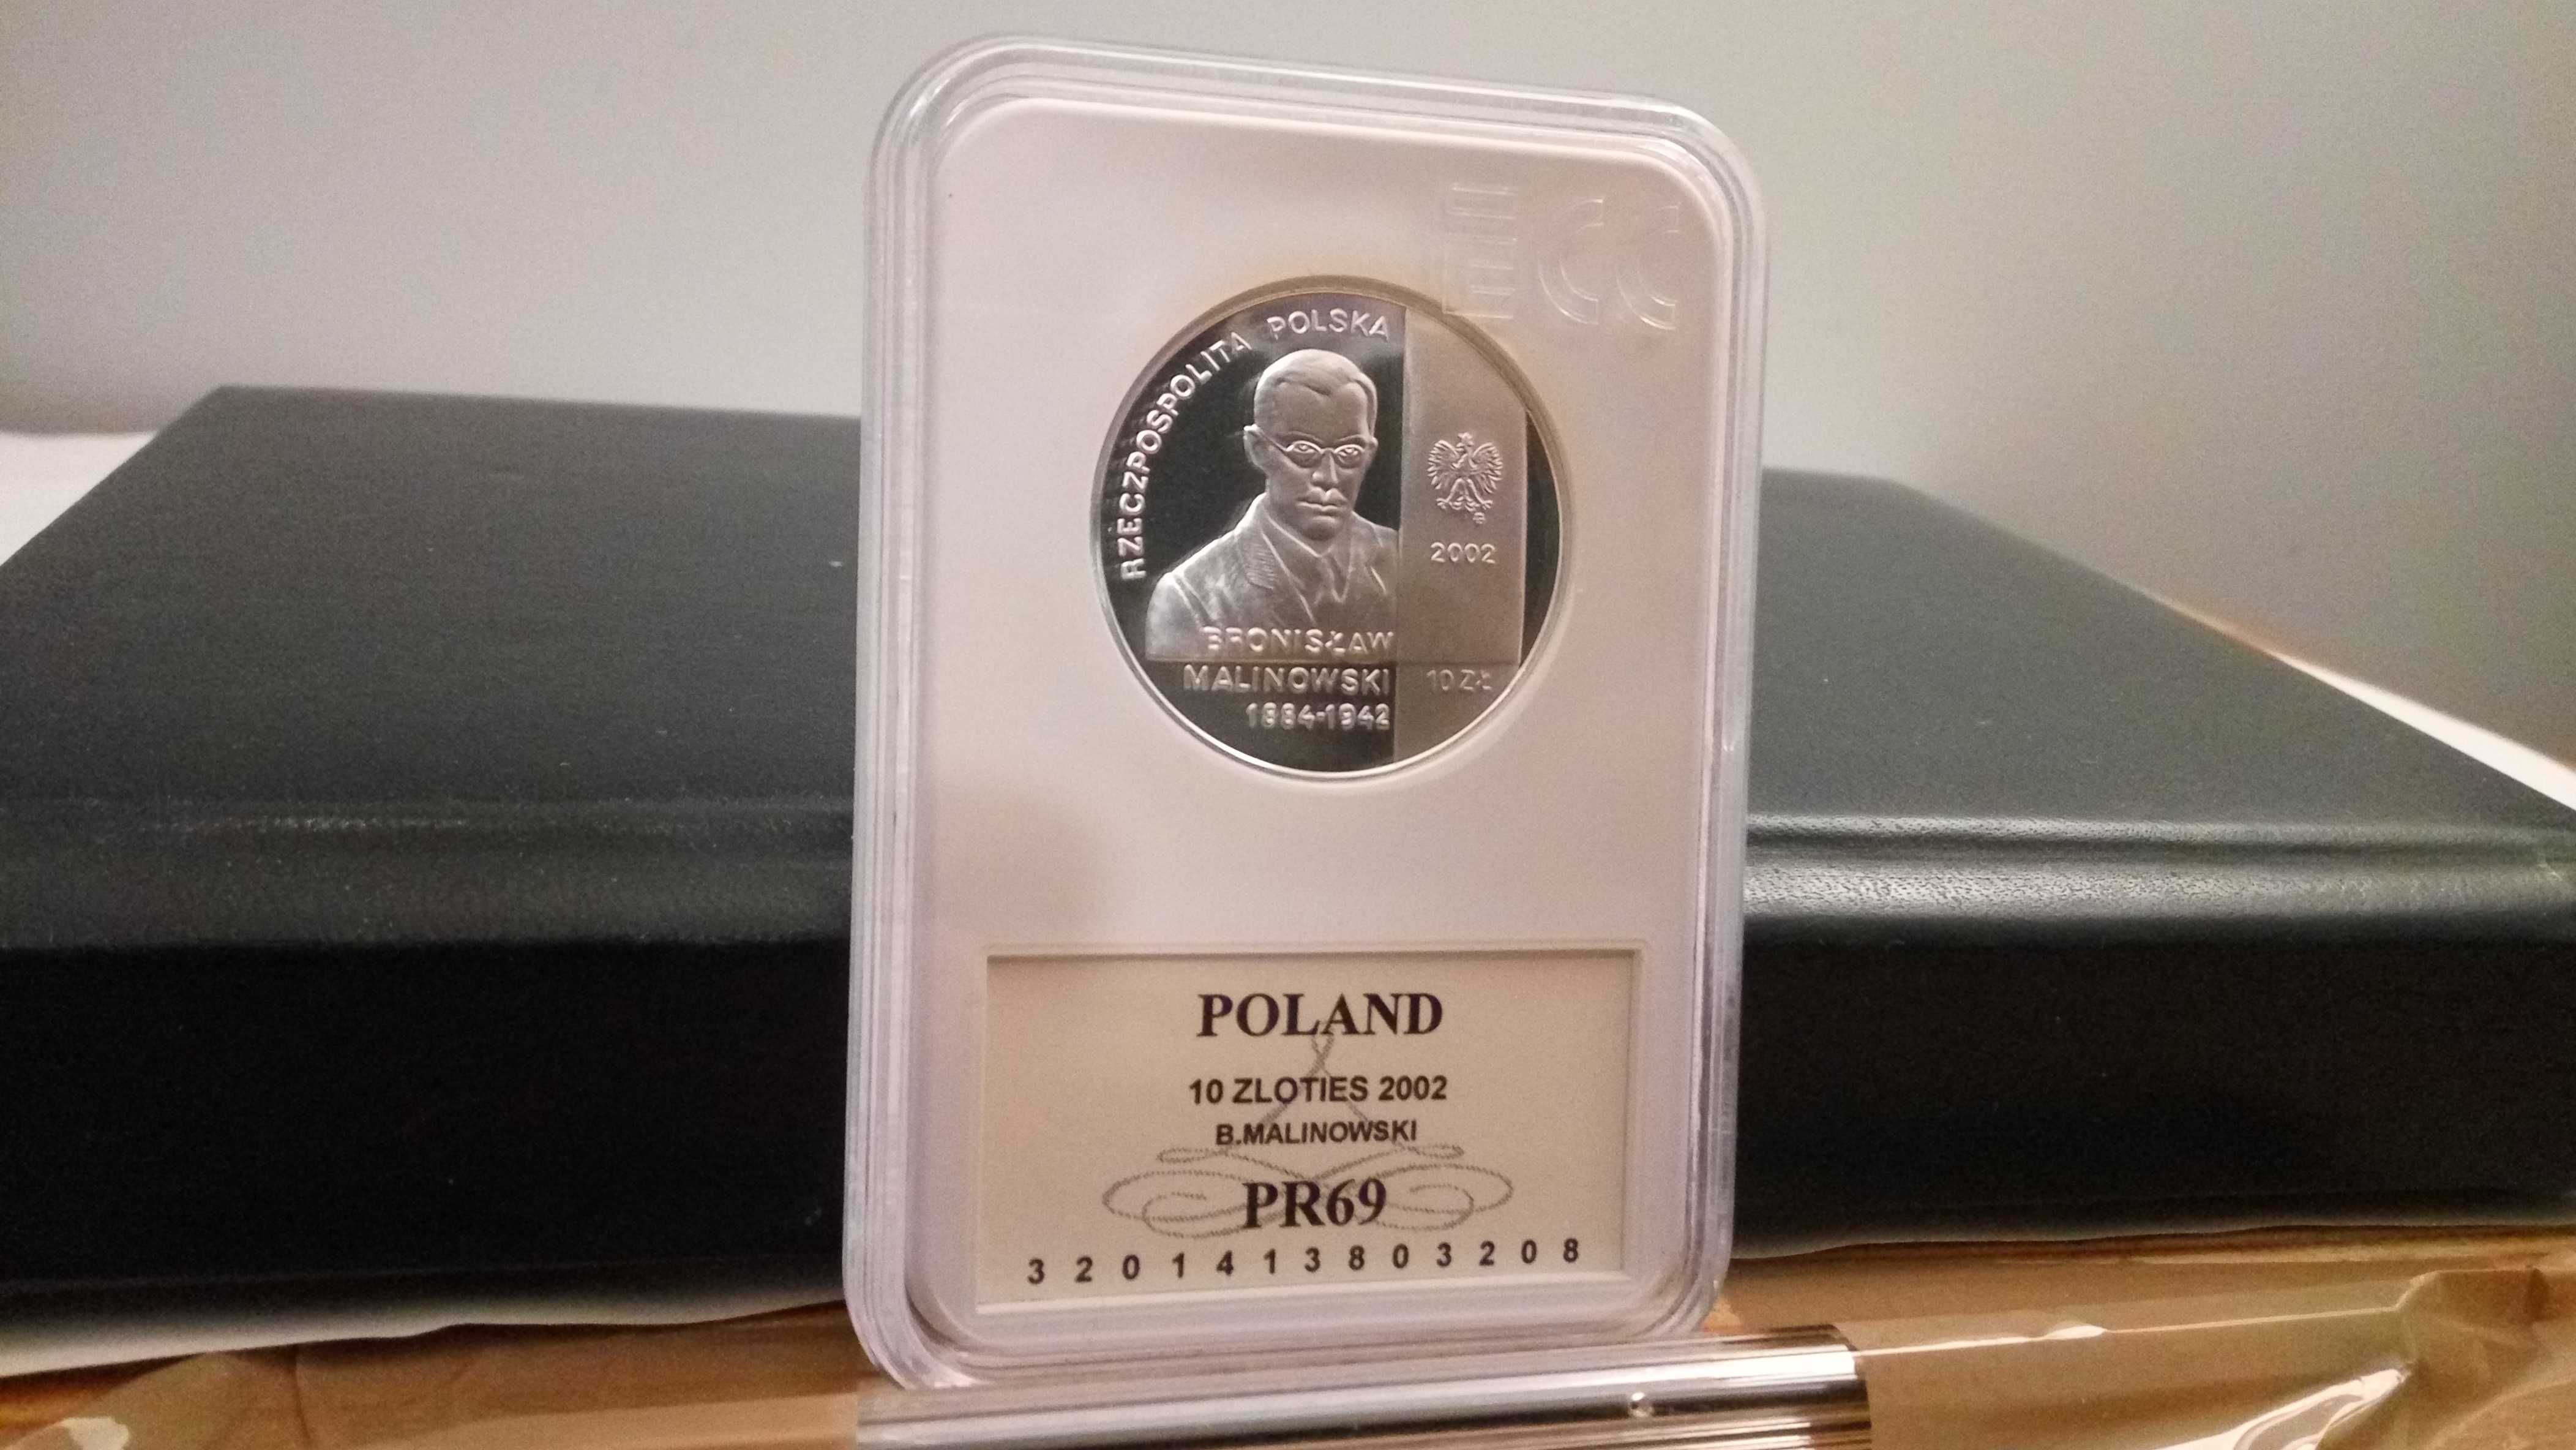 ECC
RZECZPOSPOLITA POLSKA
2002
BRONISŁAW
MALINOWSKI
1884-1942
10 ZŁ
POLAND
10 ZLOTIES 2002
B.MALINOWSKI
PR69
3 2 0 1 4 1 3 8 0 3 2 0 8